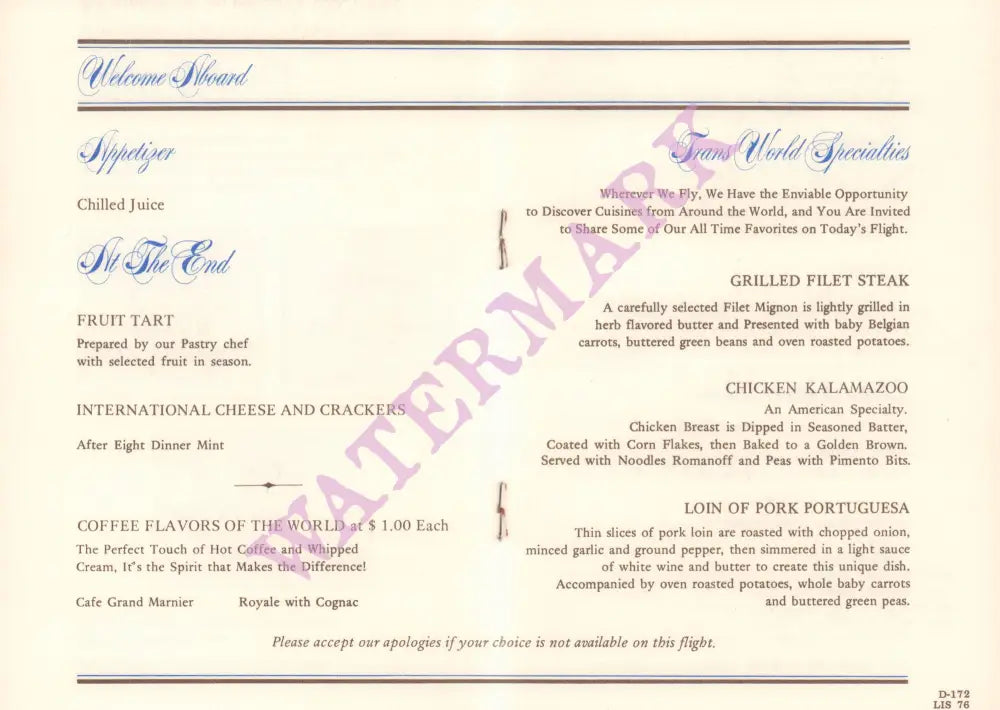 Welcome Aboard
Appetizer
Chilled Juice
At The End
FRUIT TART
Prepared by our Pastry chef
with selected fruit in season.
INTERNATIONAL CHEESE AND CRACKERS
After Eight Dinner Mint
COFFEE FLAVORS OF THE WORLD at $ 1.00 Each
The Perfect Touch of Hot Coffee and Whipped
Cream, It's the Spirit that Makes the Difference!
Cafe Grand Marnier Royale with Cognac
Trans World Specialties
Wherever We Fly, We Have the Enviable Opportunity
to Discover Cuisines from Around the World, and You Are Invited
to Share Some of Our All Time Favorites on Today's Flight.
GRILLED FILET STEAK
A carefully selected Filet Mignon is lightly grilled in
herb flavored butter and Presented with baby Belgian
carrots, buttered green beans and oven roasted potatoes.
CHICKEN KALAMAZOO
An American Specialty.
Chicken Breast is Dipped in Seasoned Batter,
Coated with Corn Flakes, then Baked to a Golden Brown.
Served with Noodles Romanoff and Peas with Pimento Bits.
LOIN OF PORK PORTUGUESA
Thin slices of pork loin are roasted with chopped onion,
minced garlic and ground pepper, then simmered in a light sauce
of white wine and butter to create this unique dish.
Accompanied by oven roasted potatoes, whole baby carrots
and buttered green peas.
Please accept our apologies if your choice is not available on this flight.
D-172
LIS 76
WATERMARK